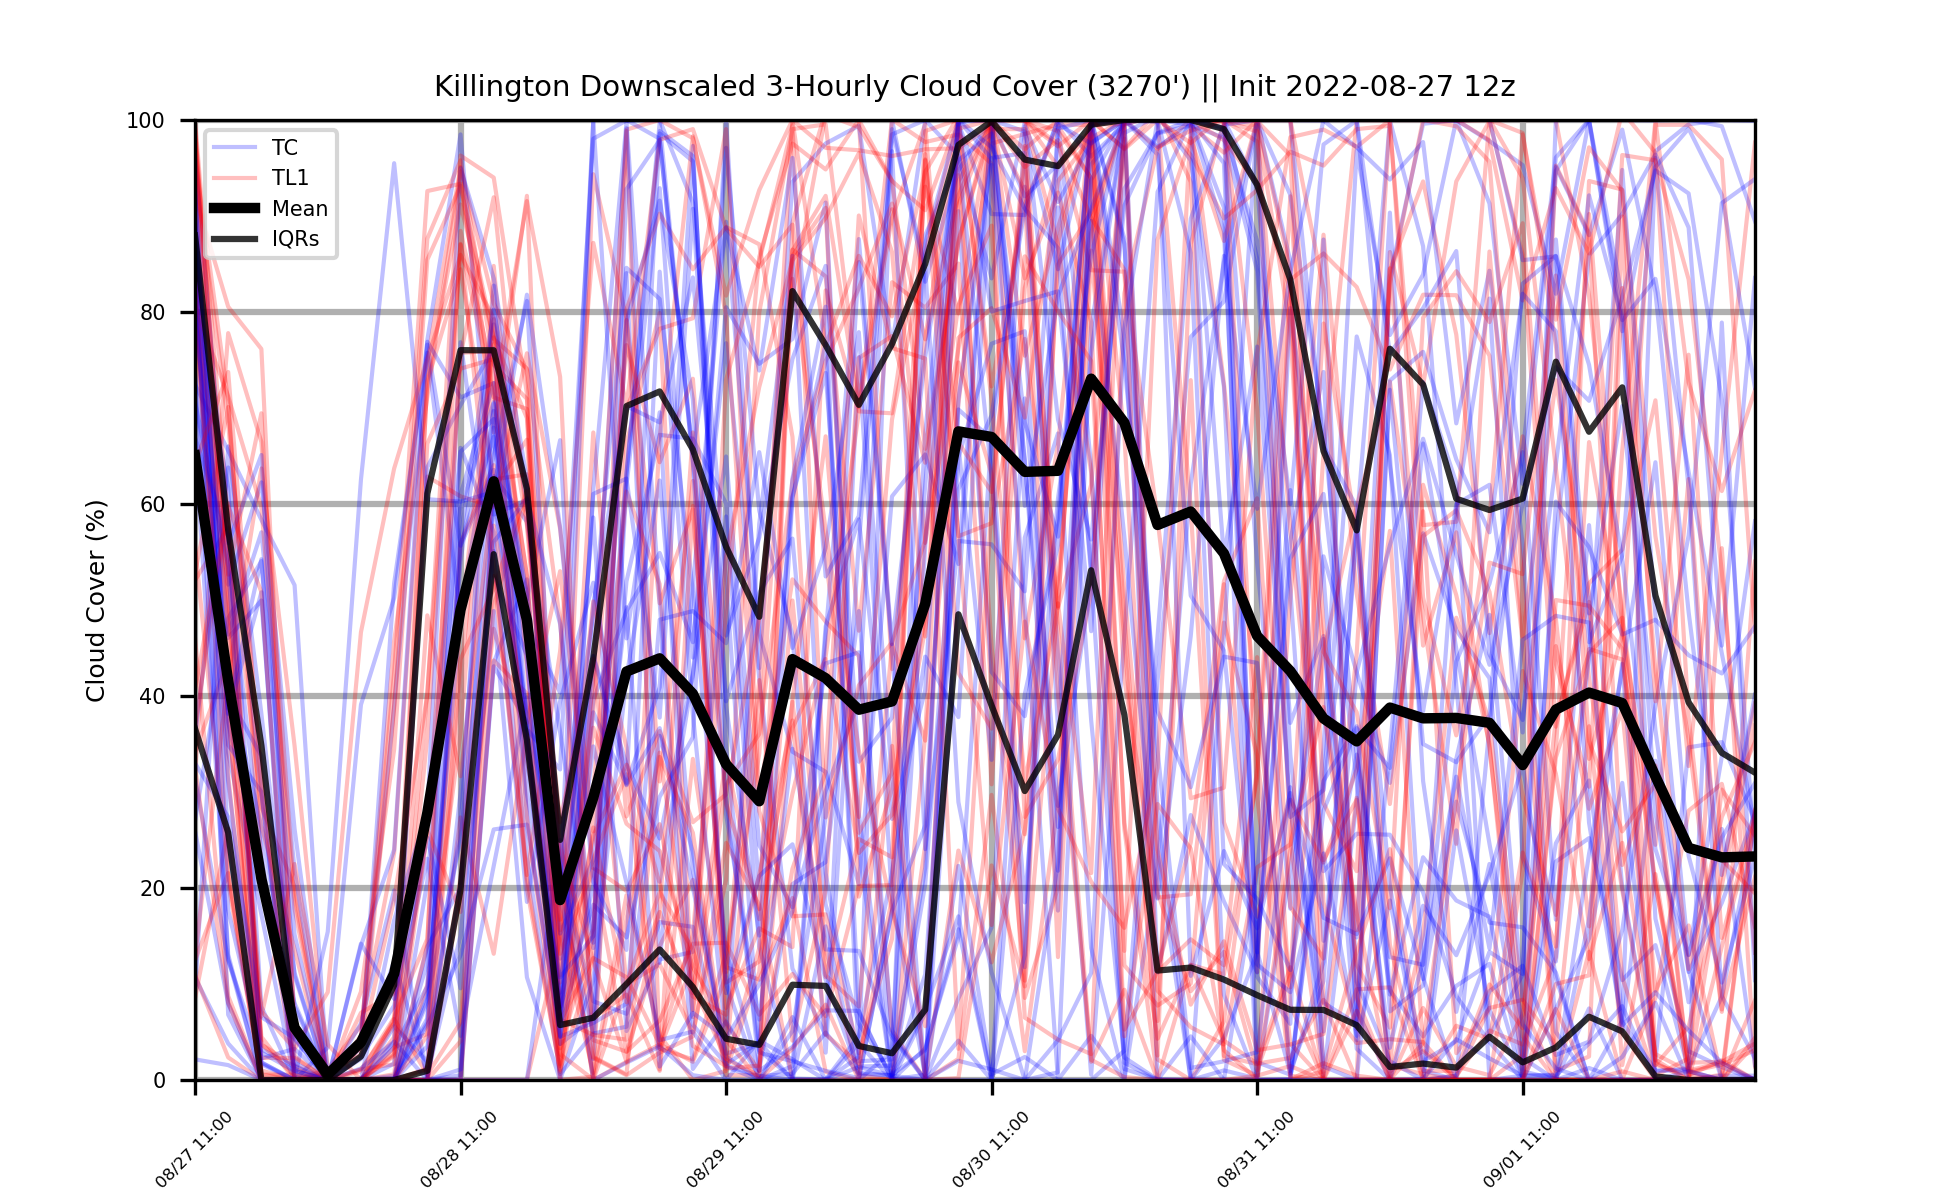 Killington Downscaled 3-Hourly Cloud Cover (3270') || Init 2022-08-27 12z
100
80
60
40
20
0
Cloud Cover (%)
TC
TL1
Mean
IQRs
08/27 11:00
08/28 11:00
08/29 11:00
08/30 11:00
08/31 11:00
09/01 11:00